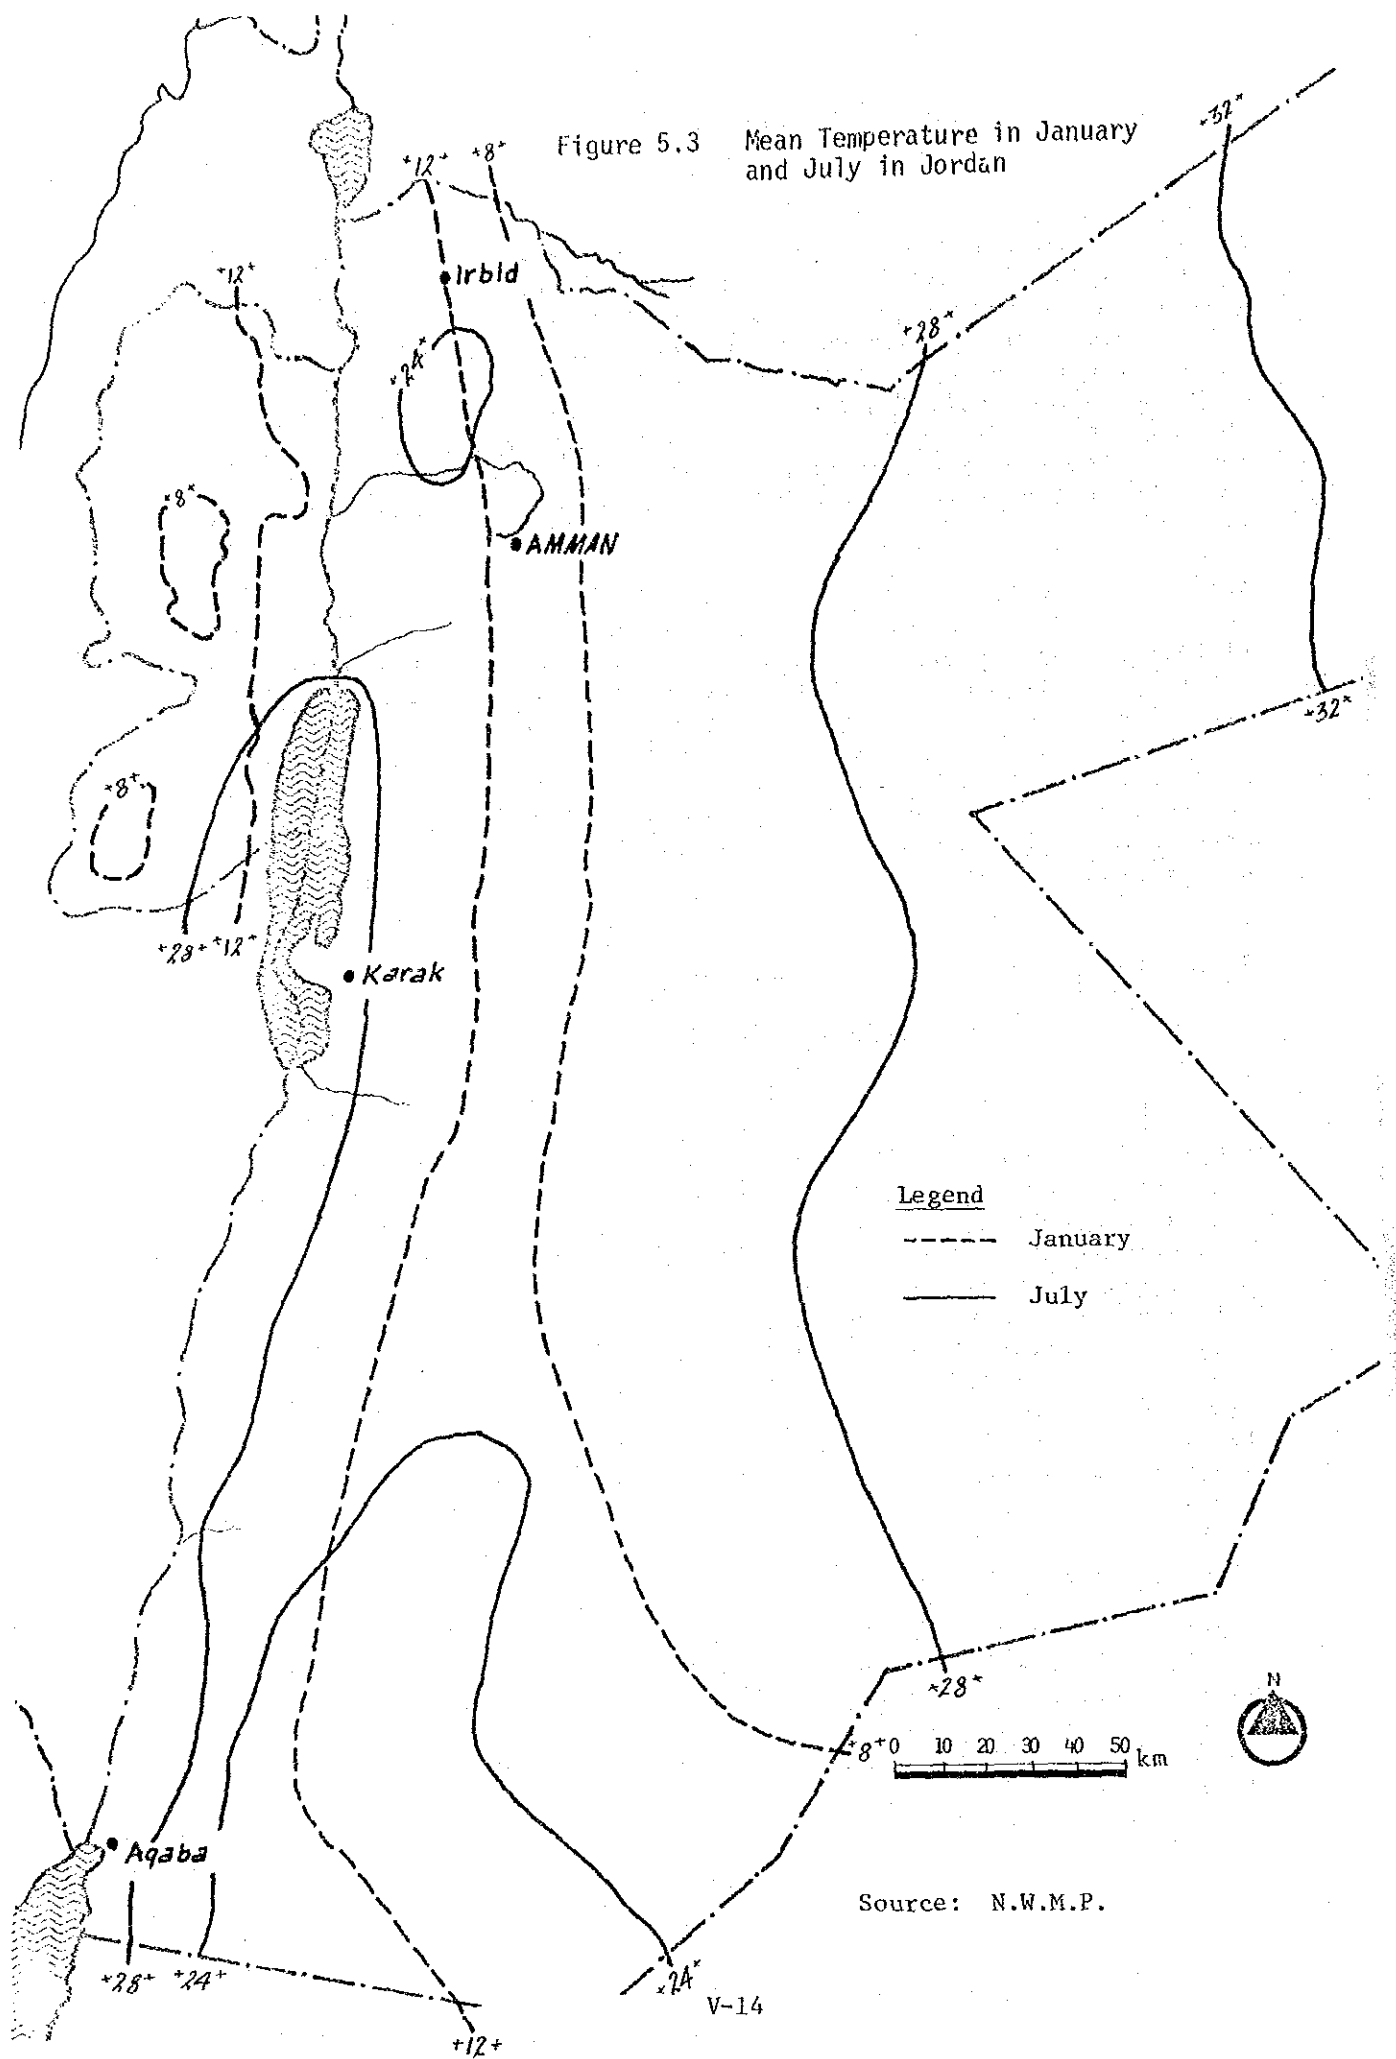 Figure 5.3 Mean Temperature in January
and July in Jordan
+32+
+12+ +8+
Irbid
+12+
+28+
+24+
+8+
AMMAN
+32+
+8+
+28+ +12+
Karak
Legend
January
July
+28+
+8+
0 10 20 30 40 50 km
N
Aqaba
Source: N.W.M.P.
+28+ +24+
+24+
V-14
+12+